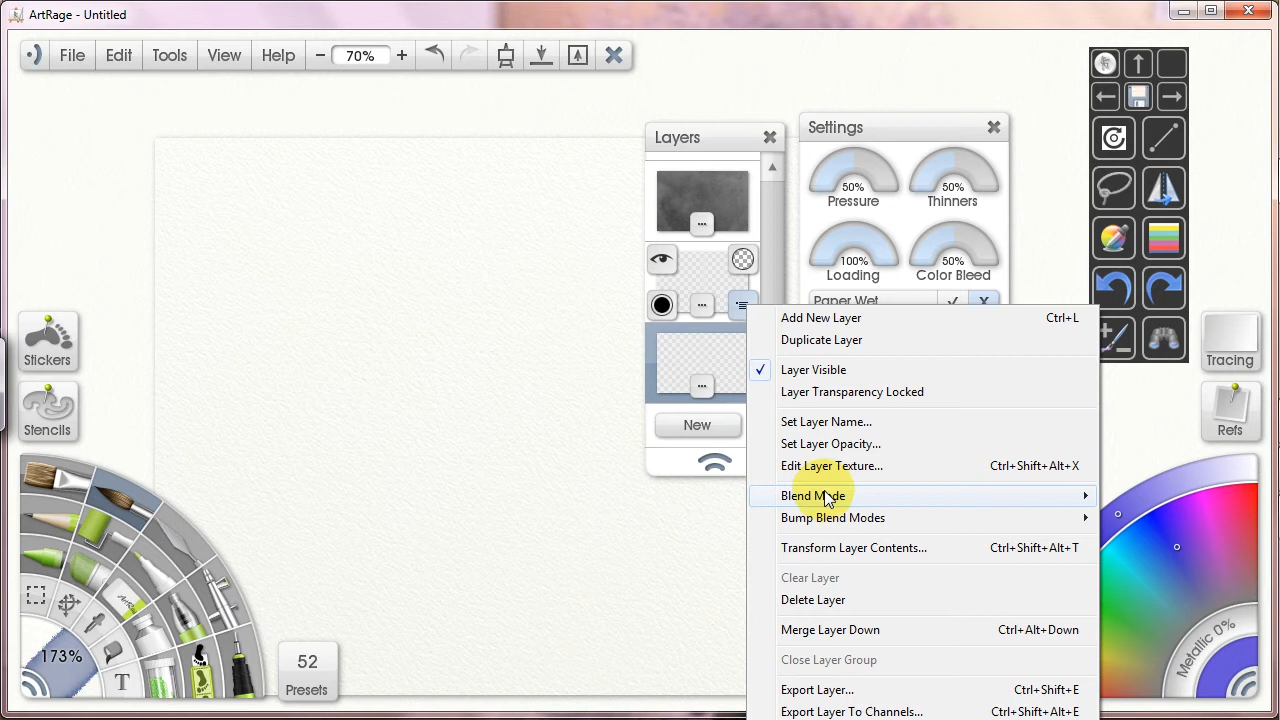 ArtRage - Untitled
File Edit Tools View Help 70%
Layers
Settings
50%
Pressure
50%
Thinners
100%
Loading
50%
Color Bleed
Paper Wet
New
Add New Layer Ctrl+L
Duplicate Layer
Layer Visible
Layer Transparency Locked
Set Layer Name...
Set Layer Opacity...
Edit Layer Texture... Ctrl+Shift+Alt+X
Blend Mode
Bump Blend Modes
Transform Layer Contents... Ctrl+Shift+Alt+T
Clear Layer
Delete Layer
Merge Layer Down Ctrl+Alt+Down
Close Layer Group
Export Layer... Ctrl+Shift+E
Export Layer To Channels... Ctrl+Shift+Alt+E
Stickers
Stencils
Tracing
Refs
ArtRage
T
173%
52
Presets
Metallic 0%